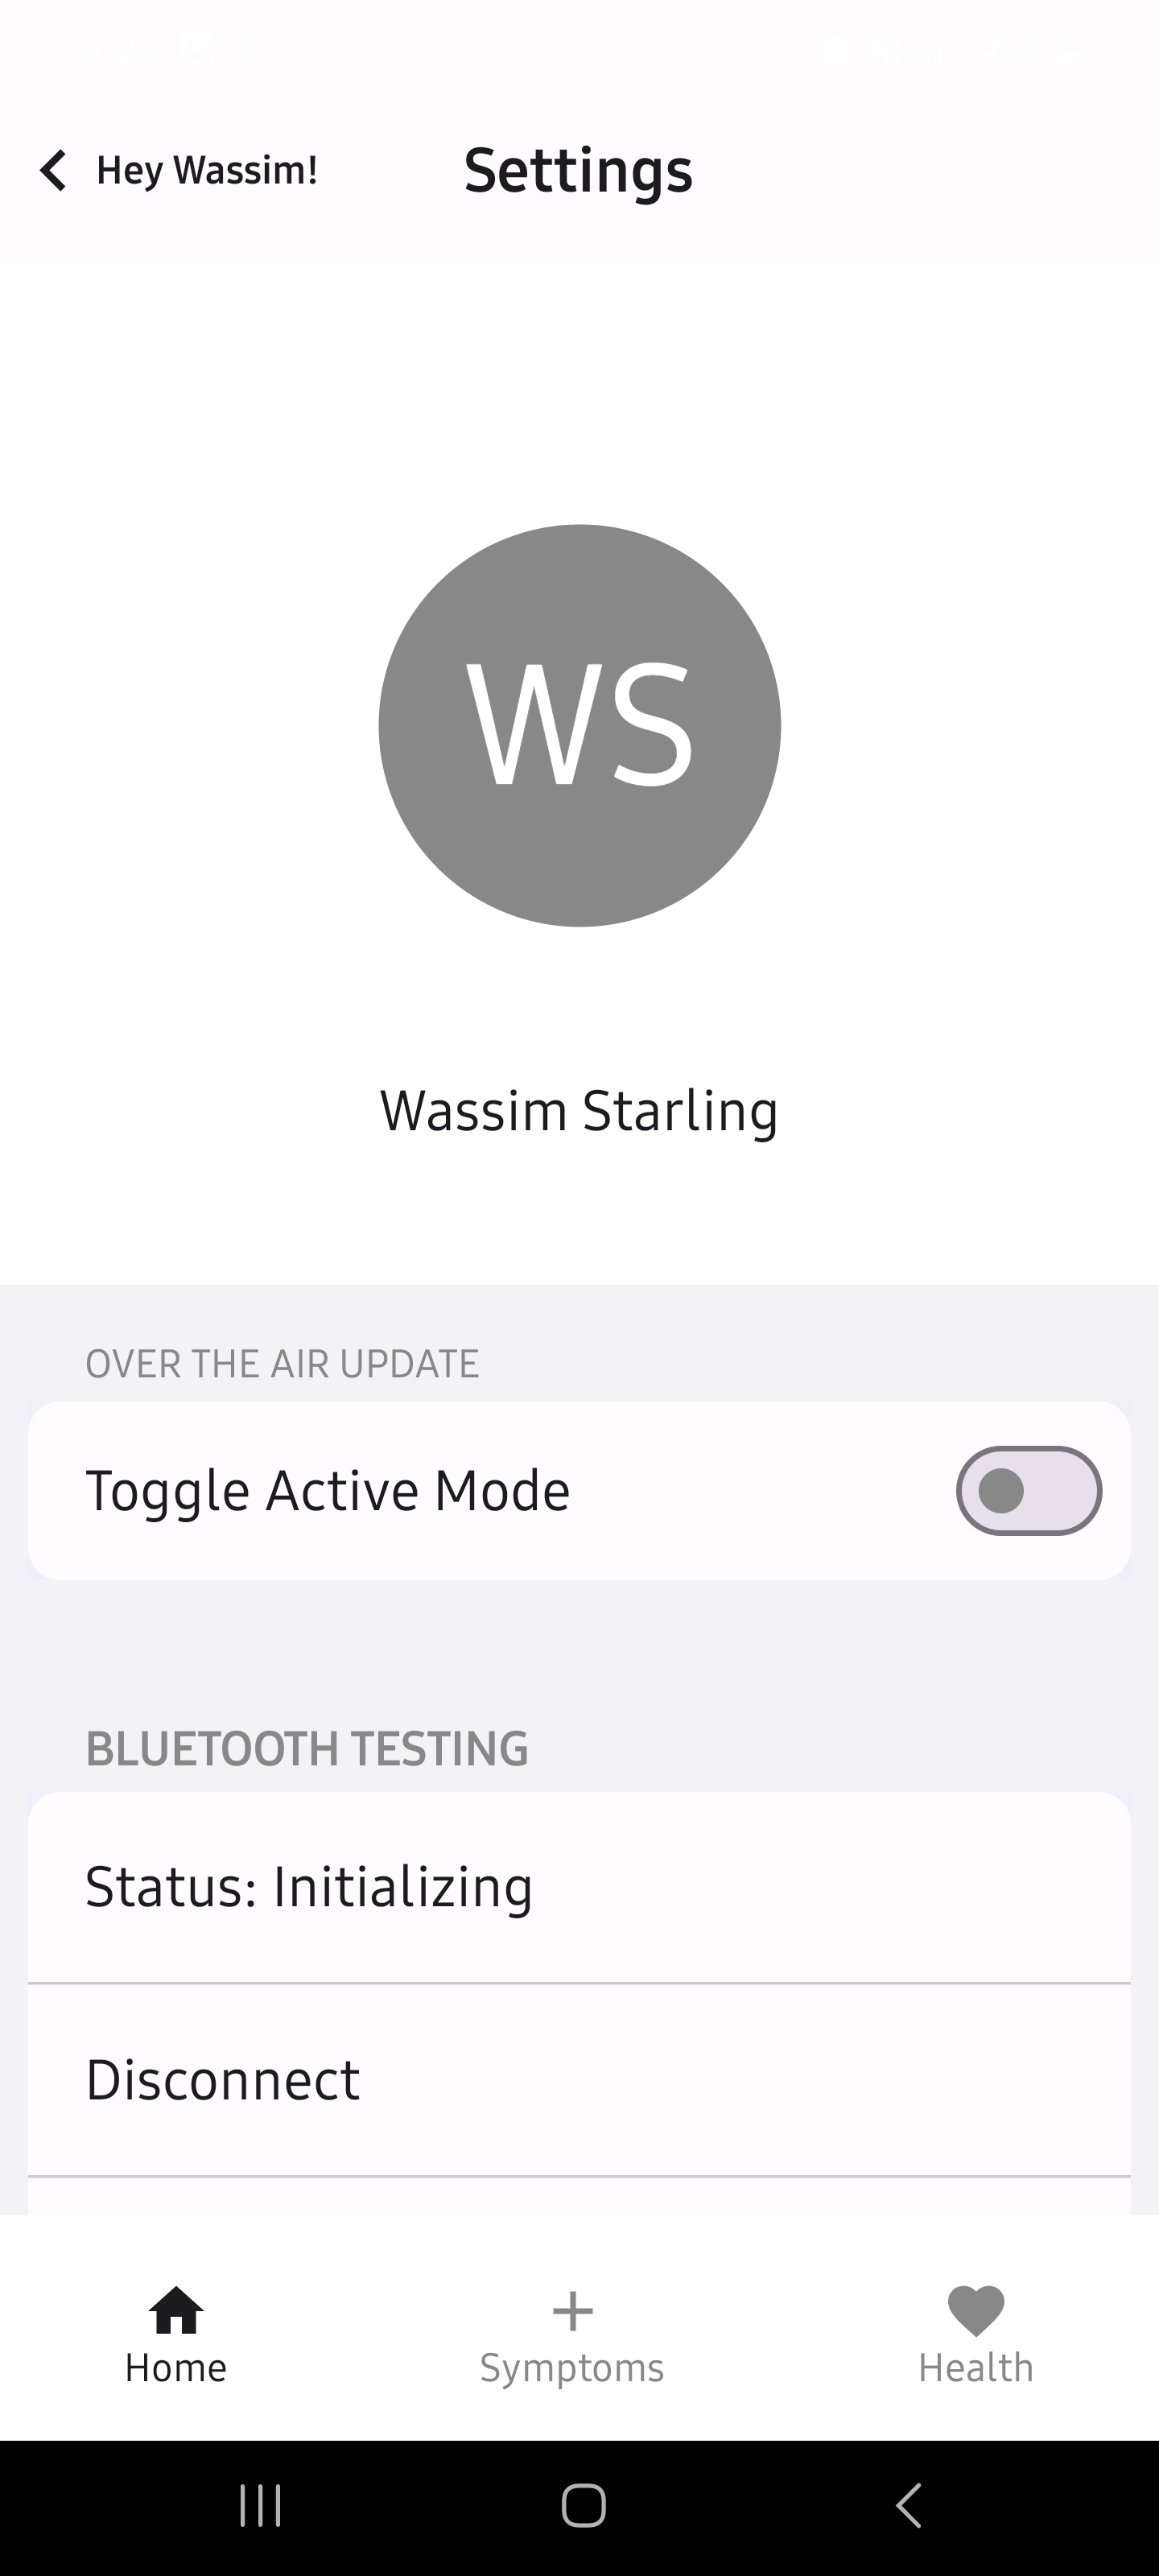 Hey Wassim!
Settings
WS
Wassim Starling
OVER THE AIR UPDATE
Toggle Active Mode
BLUETOOTH TESTING
Status: Initializing
Disconnect
Home
Symptoms
Health